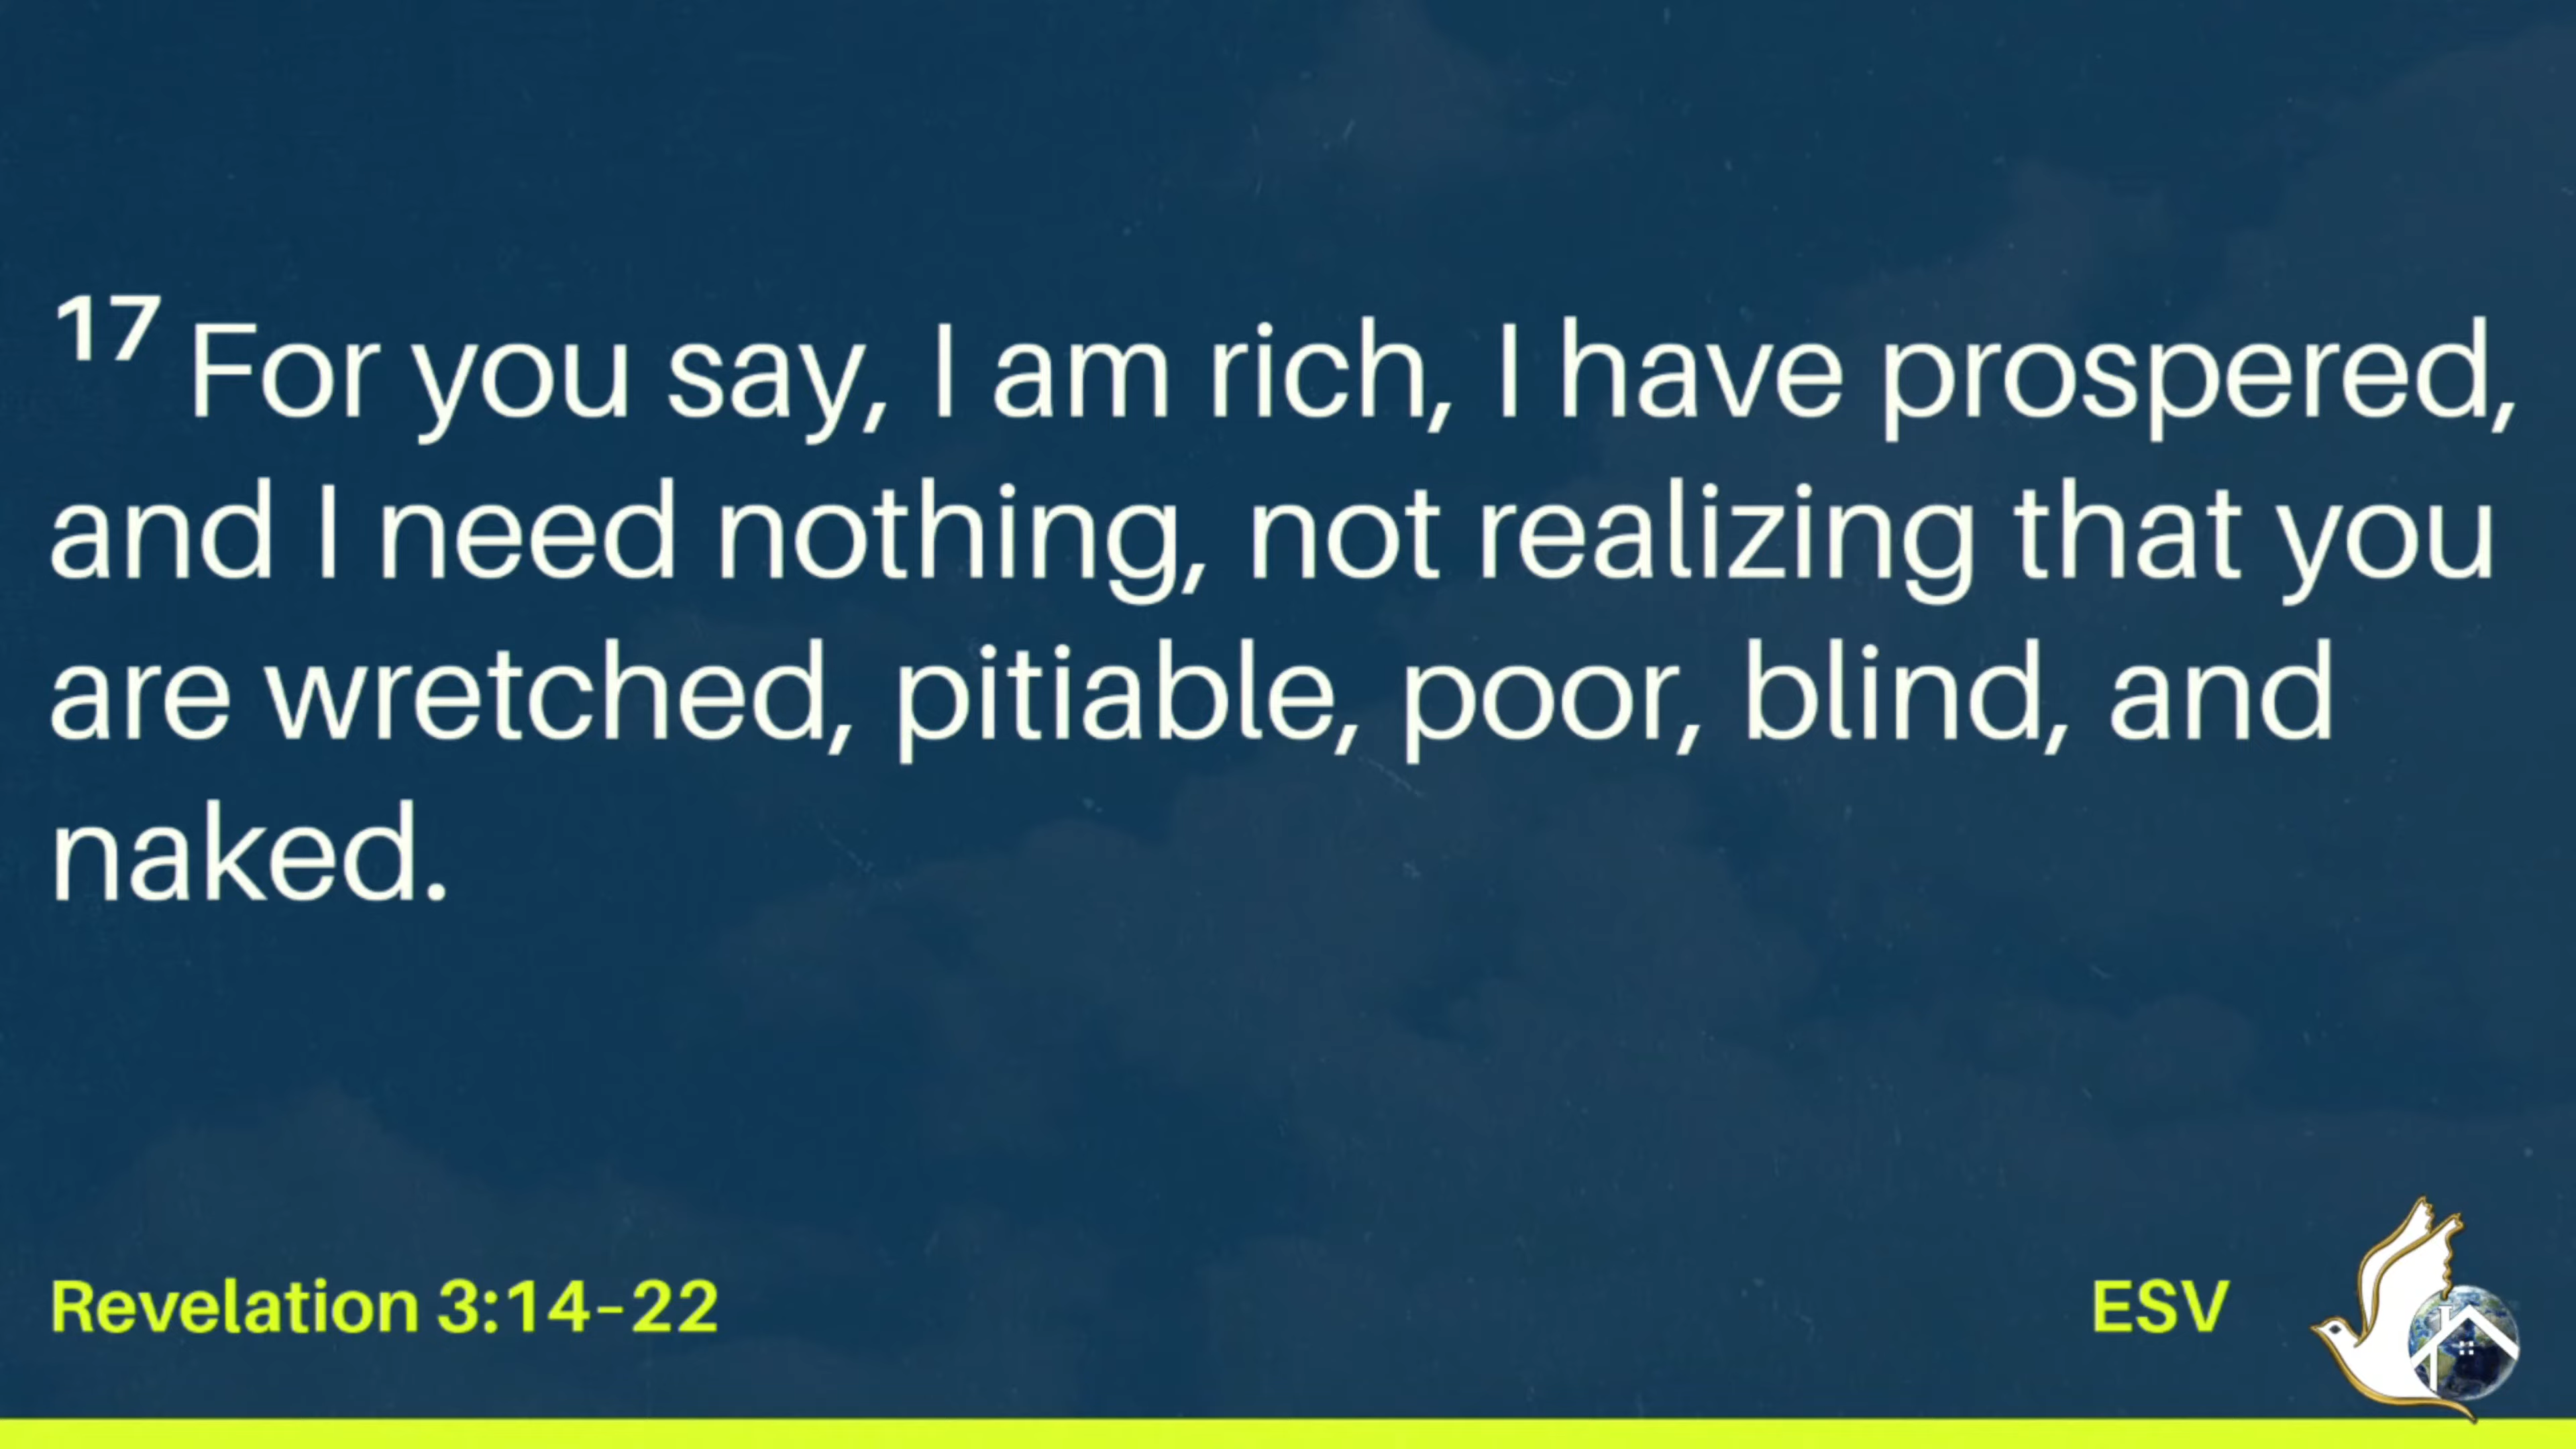 17 For you say, I am rich, I have prospered,
and I need nothing, not realizing that you
are wretched, pitiable, poor, blind, and
naked.
Revelation 3:14–22
ESV